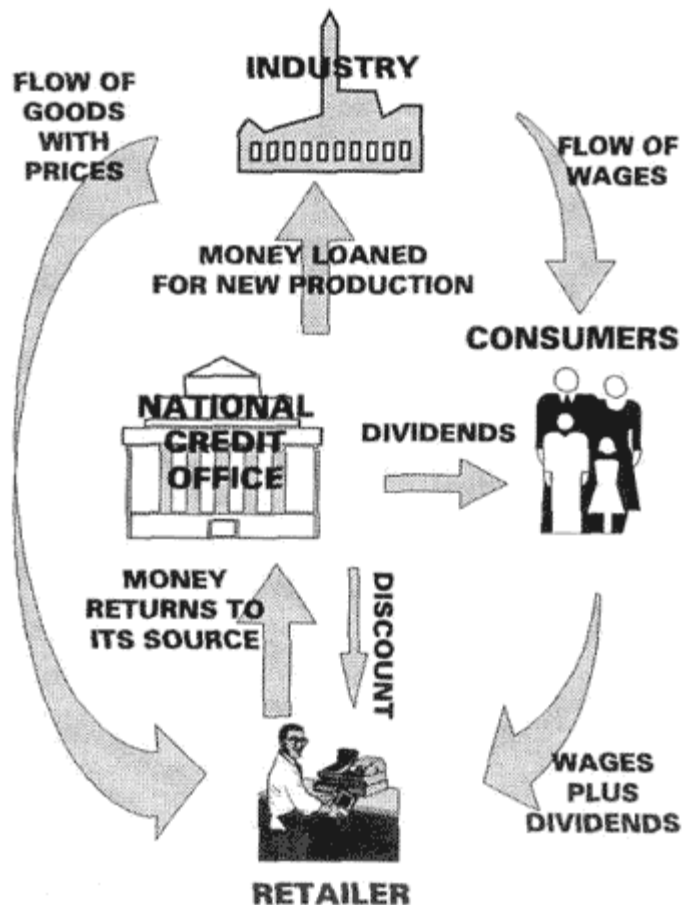 INDUSTRY
FLOW OF
GOODS
WITH
PRICES
FLOW OF
WAGES
MONEY LOANED
FOR NEW PRODUCTION
CONSUMERS
NATIONAL
CREDIT
OFFICE
DIVIDENDS
MONEY
RETURNS TO
ITS SOURCE
DISCOUNT
WAGES
PLUS
DIVIDENDS
RETAILER